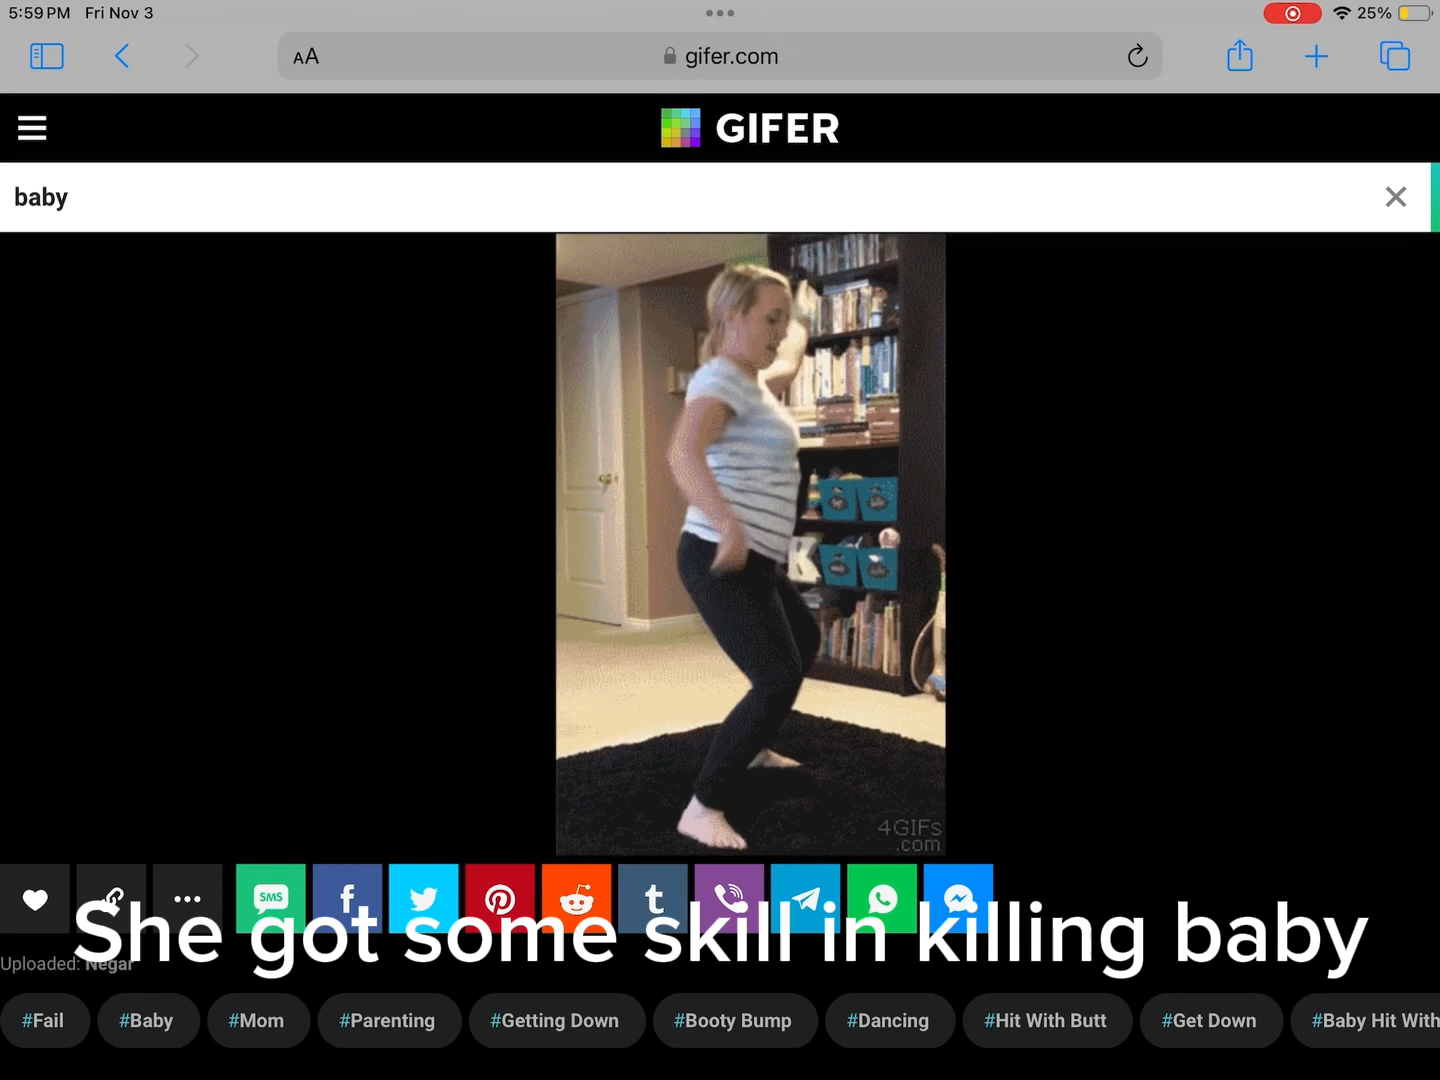 5:59 PM Fri Nov 3
25%
AA
gifer.com
GIFER
baby
K
4GIFs
.com
SMS
She got some skill in killing baby
Uploaded: Negar
#Fail
#Baby
#Mom
#Parenting
#Getting Down
#Booty Bump
#Dancing
#Hit With Butt
#Get Down
#Baby Hit With